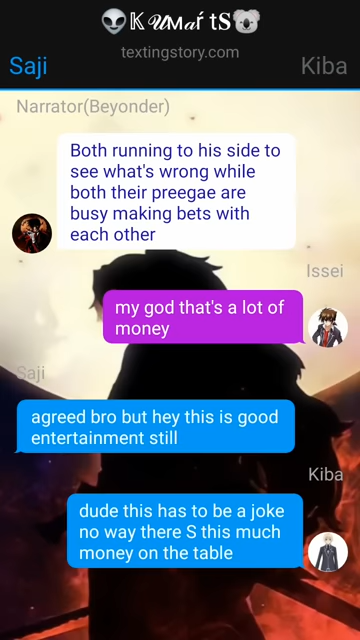 👽𝕂 𝓤мαŕ t𝐒🐨
textingstory.com
Saji
Kiba
Narrator(Beyonder)
Both running to his side to
see what's wrong while
both their preegae are
busy making bets with
each other
Issei
my god that's a lot of
money
Saji
agreed bro but hey this is good
entertainment still
Kiba
dude this has to be a joke
no way there S this much
money on the table